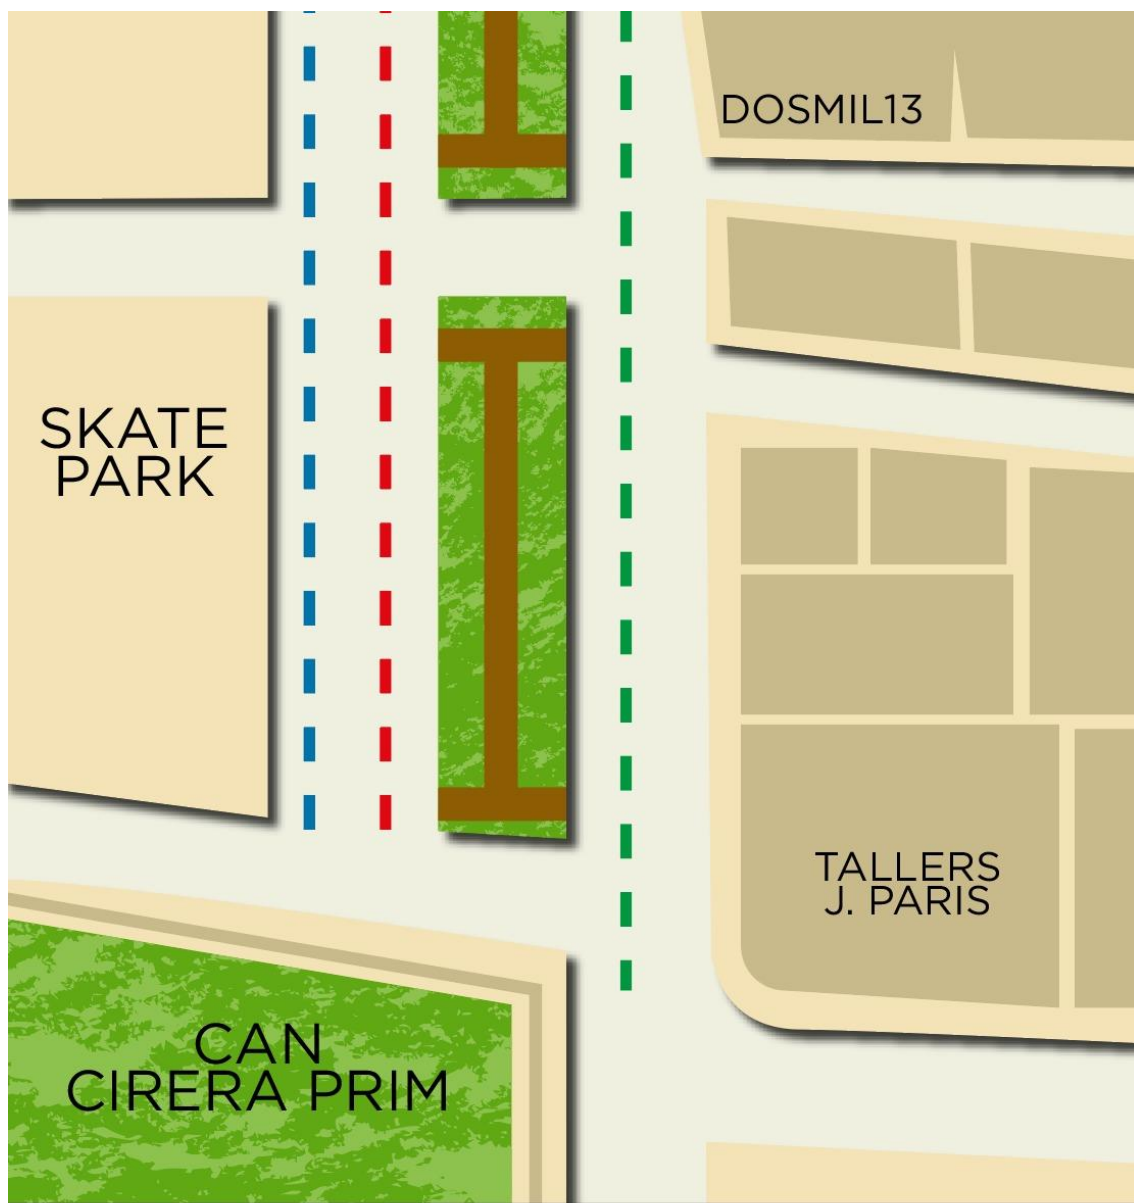 DOSMIL13
SKATE
PARK
TALLERS
J. PARIS
CAN
CIRERA PRIM